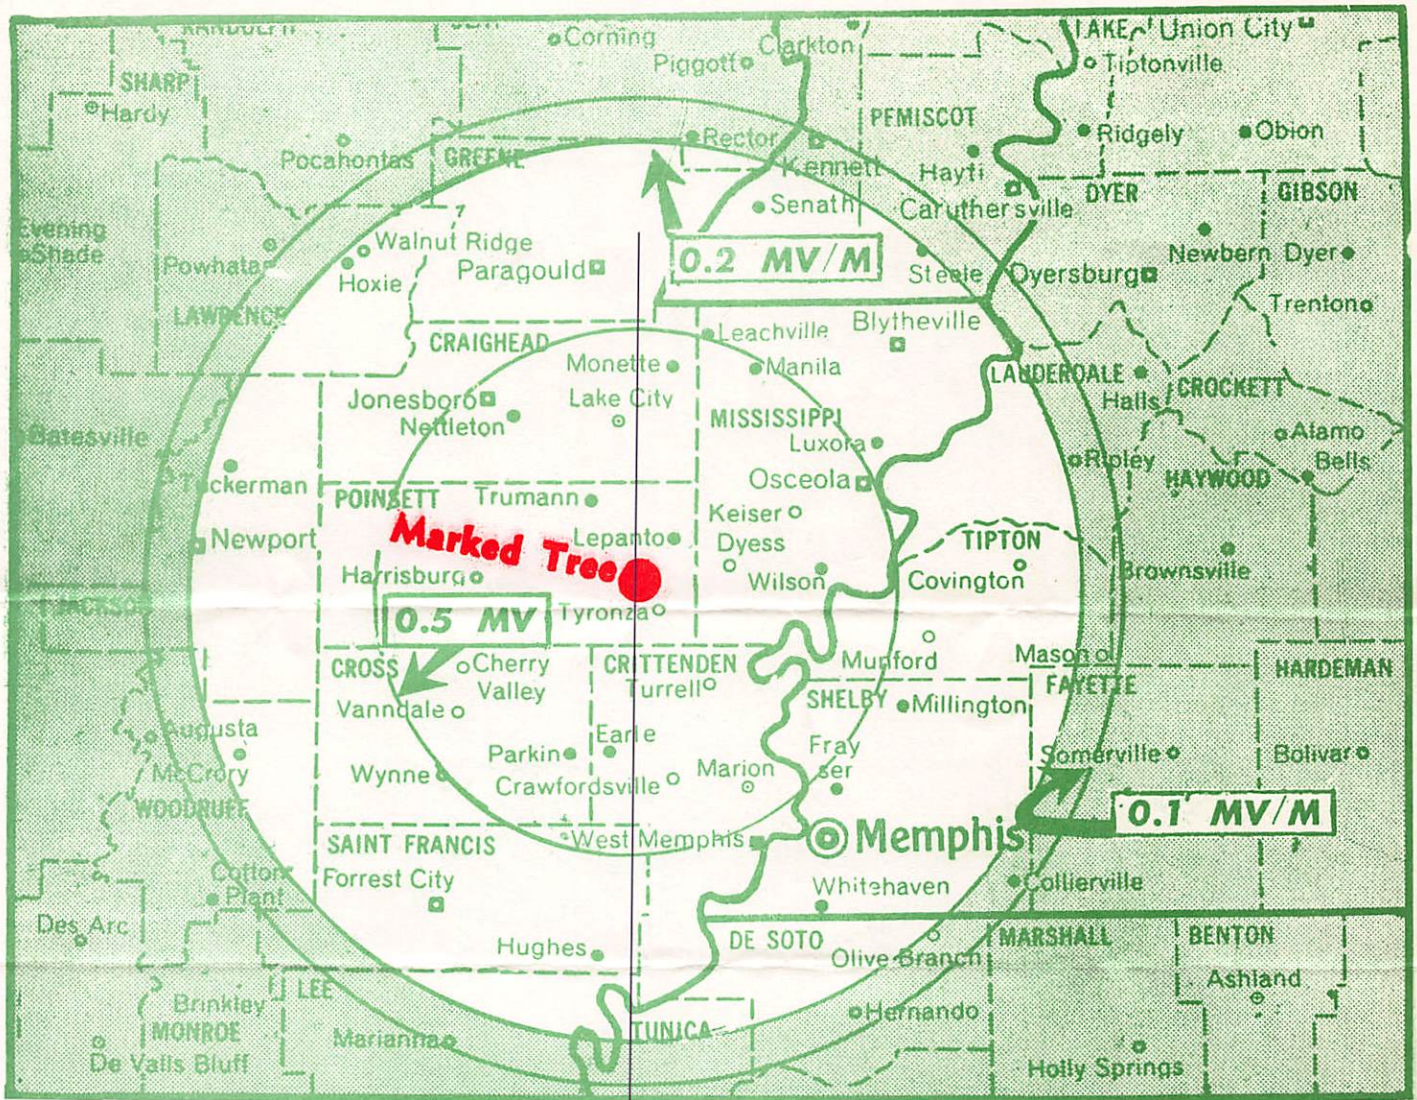 RANDOLPH
Corning
Clarkton
LAKE
Union City
Piggott
Tiptonville
SHARP
Hardy
PEMISCOT
Ridgely
Obion
Rector
Pocahontas
GREENE
Kennett
Hayti
DYER
GIBSON
Senath
Caruthersville
Evening
Shade
Walnut Ridge
Newbern
Dyer
Powhatan
Paragould
0.2 MV/M
Steele
Dyersburg
Hoxie
Trenton
LAWRENCE
CRAIGHEAD
Leachville
Blytheville
Monette
Manila
LAUDERDALE
Halls
CROCKETT
Jonesboro
Lake City
Nettleton
MISSISSIPPI
Batesville
Luxora
Alamo
Ripley
Bells
Tuckerman
POINSETT
Trumann
Osceola
HAYWOOD
Keiser
Marked Tree
Newport
Lepanto
Dyess
TIPTON
Harrisburg
Wilson
Covington
Brownsville
JACKSO
0.5 MV
Tyronza
CROSS
Cherry
Valley
CRITTENDEN
Turrell
Munford
Mason
HARDEMAN
FAYETTE
Vanndale
SHELBY
Millington
Augusta
Earle
Fray
ser
Parkin
Somerville
Bolivar
McCrory
Wynne
Crawfordsville
Marion
WOODRUFF
0.1 MV/M
SAINT FRANCIS
West Memphis
Memphis
Cotton
Plant
Forrest City
Whitehaven
Collierville
Des Arc
Hughes
DE SOTO
Olive Branch
MARSHALL
BENTON
Ashland
Brinkley
LEE
MONROE
Marianna
TUNICA
Hernando
De Valls Bluff
Holly Springs